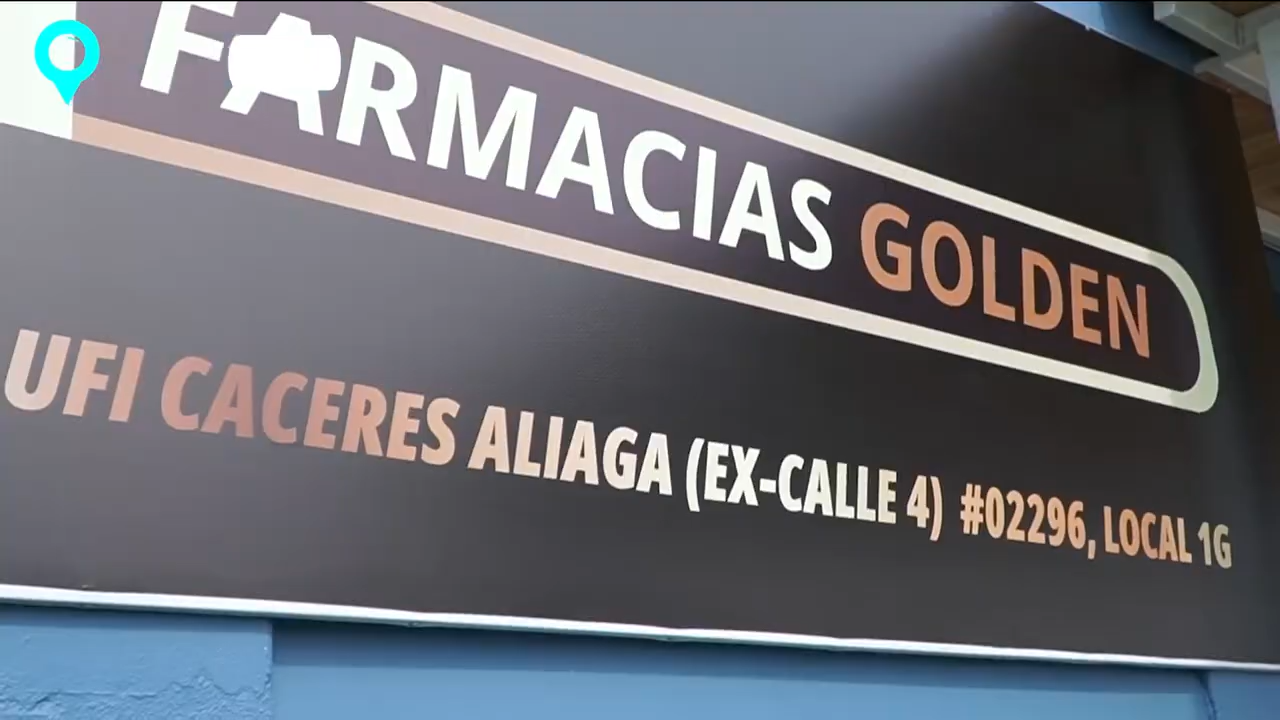 FARMACIAS GOLDEN
UFI CACERES ALIAGA (EX-CALLE 4) #02296, LOCAL 1G